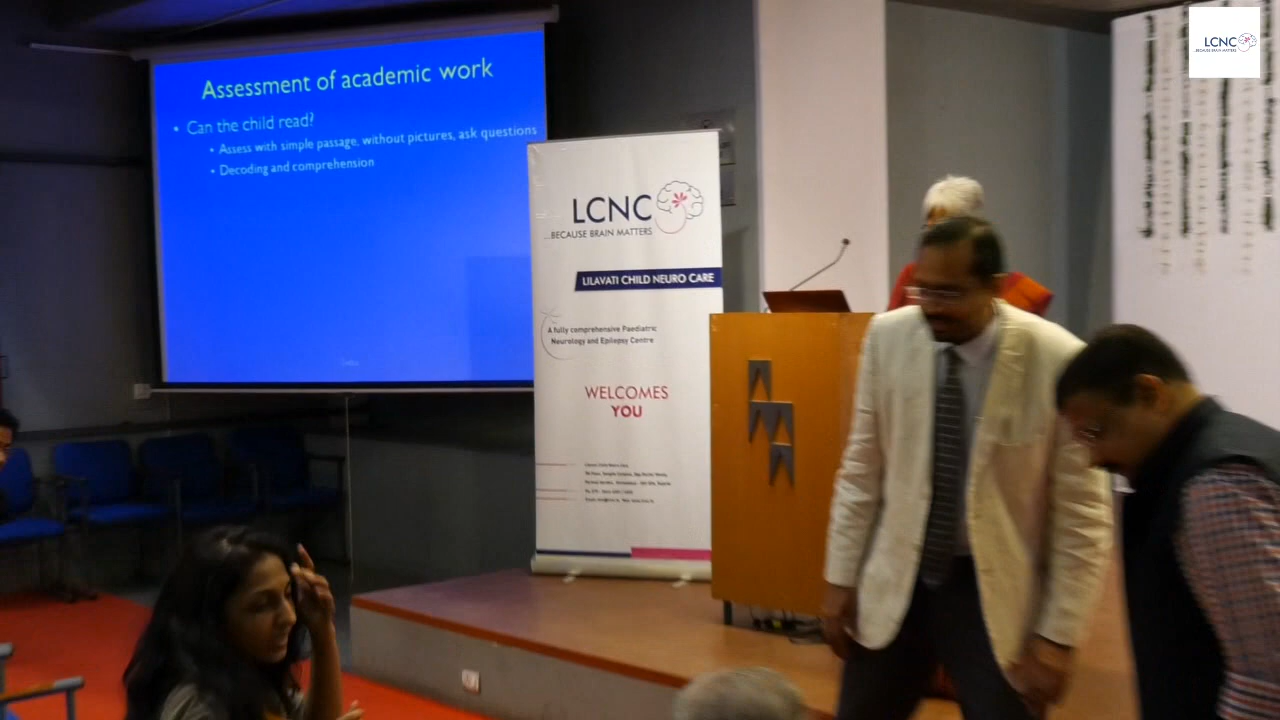 Assessment of academic work
• Can the child read?
• Assess with simple passage, without pictures, ask questions
• Decoding and comprehension
LCNC
...BECAUSE BRAIN MATTERS
LILAVATI CHILD NEURO CARE
A fully comprehensive Paediatric
Neurology and Epilepsy Centre
WELCOMES
YOU
LCNC
...BECAUSE BRAIN MATTERS